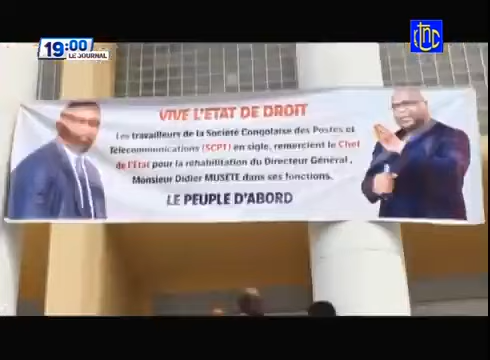 19:00
LE JOURNAL
RTNC
VIVE L'ETAT DE DROIT
Les travailleurs de la Société Congolaise des Postes et
Télécommunications (SCPT) en sigle, remercient le Chef
de l'Etat pour la réhabilitation du Directeur Général ,
Monsieur Didier MUSETE dans ses fonctions.
LE PEUPLE D'ABORD